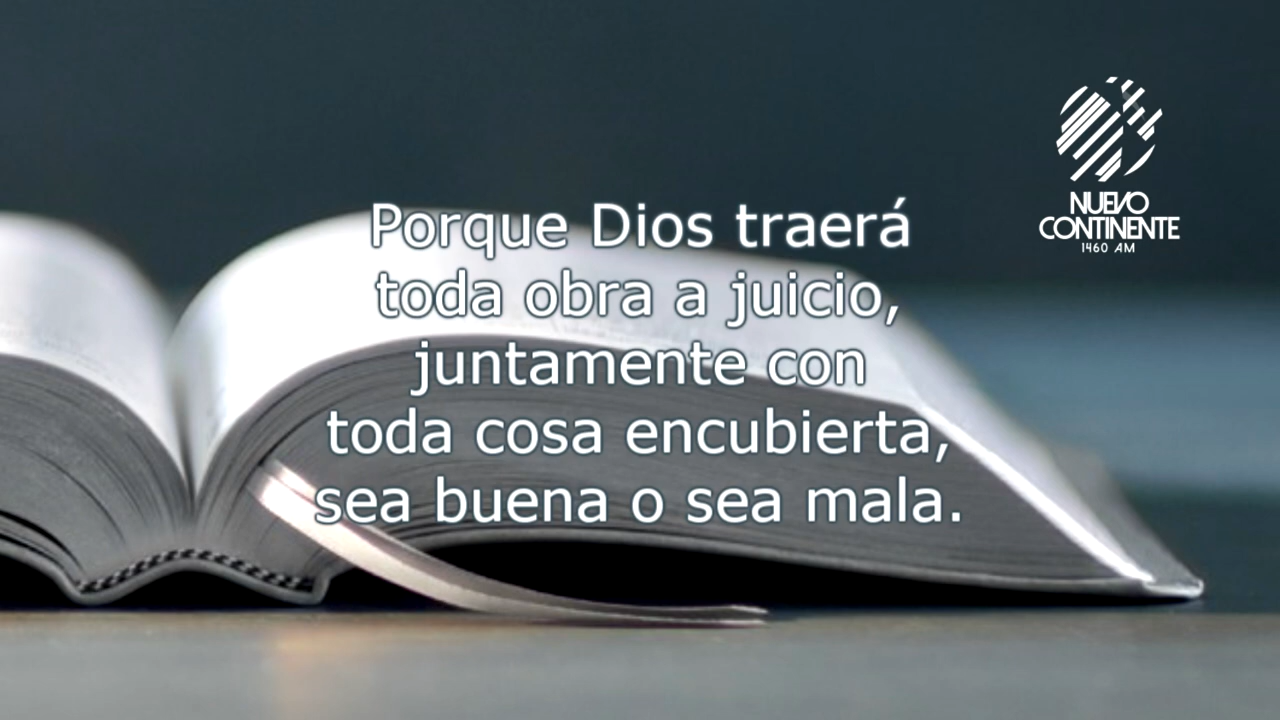 Porque Dios traerá
toda obra a juicio,
juntamente con
toda cosa encubierta,
sea buena o sea mala.
NUEVO
CONTINENTE
1460 AM